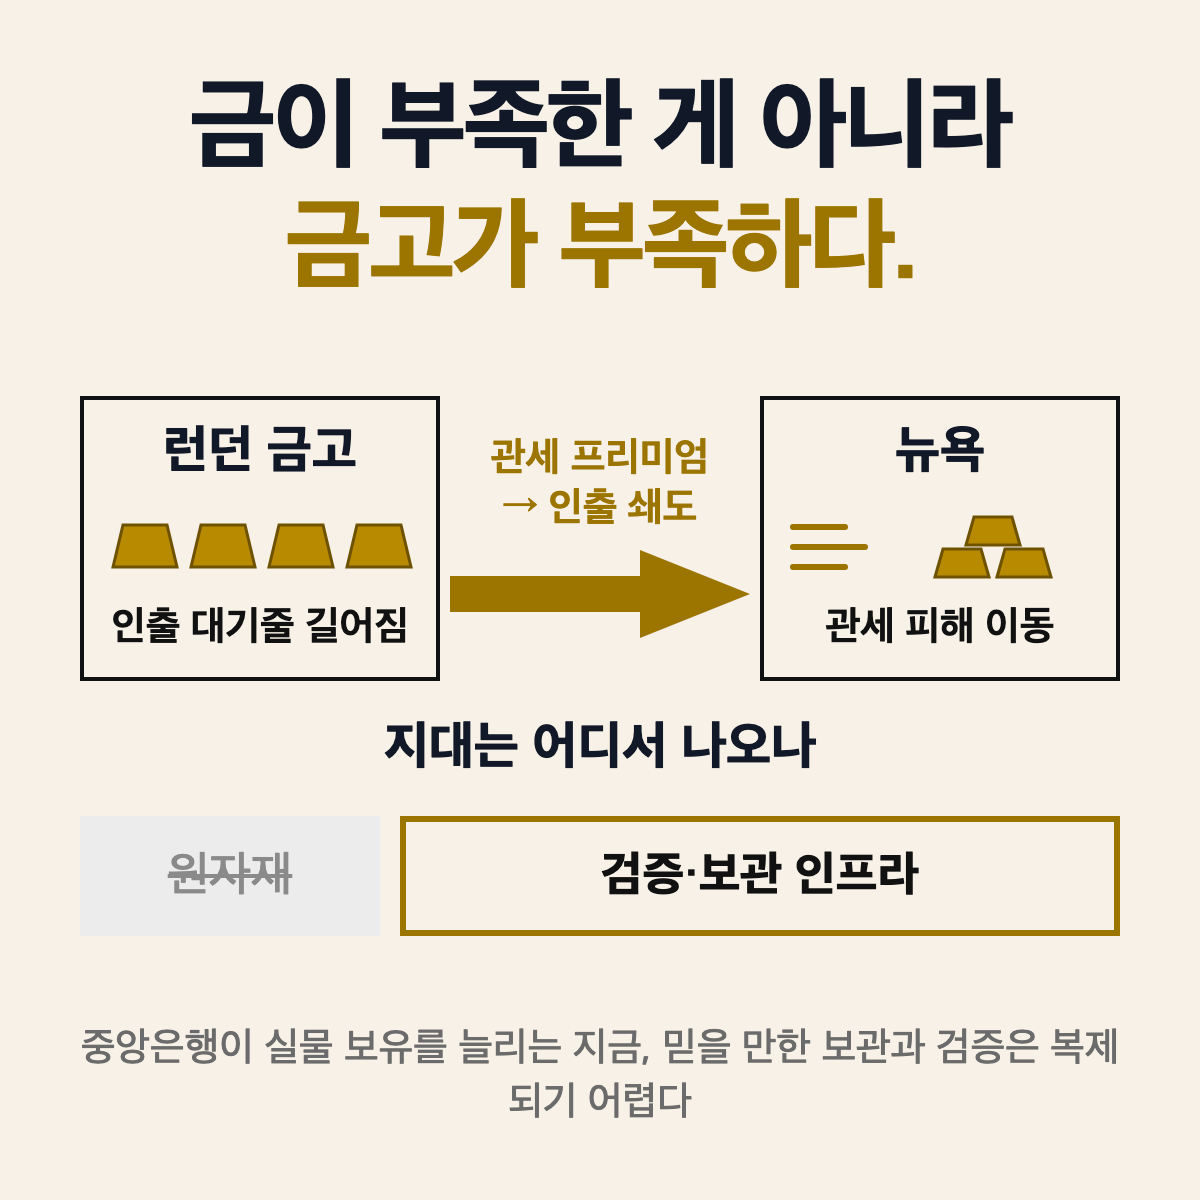 금이 부족한 게 아니라
금고가 부족하다.
런던 금고
인출 대기줄 길어짐
관세 프리미엄
→ 인출 쇄도
뉴욕
관세 피해 이동
지대는 어디서 나오나
원자재
검증·보관 인프라
중앙은행이 실물 보유를 늘리는 지금, 믿을 만한 보관과 검증은 복제
되기 어렵다